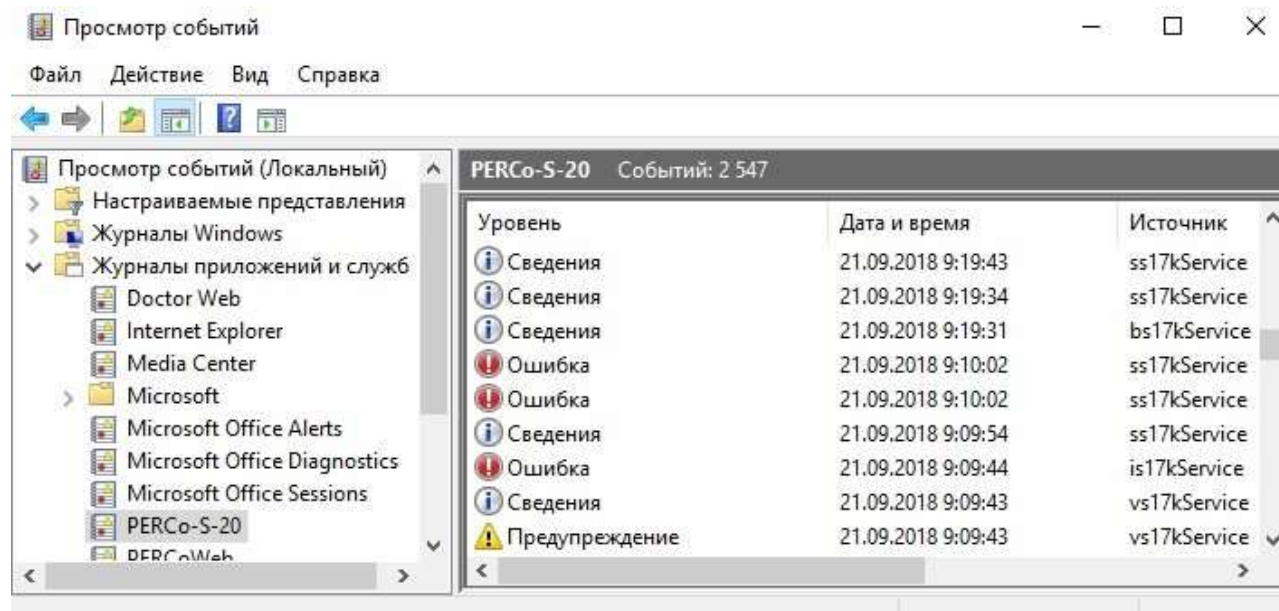 Просмотр событий
Файл Действие Вид Справка
Просмотр событий (Локальный)
Настраиваемые представления
Журналы Windows
Журналы приложений и служб
Doctor Web
Internet Explorer
Media Center
Microsoft
Microsoft Office Alerts
Microsoft Office Diagnostics
Microsoft Office Sessions
PERCo-S-20
PERCoWeb
PERCo-S-20 Событий: 2 547
Уровень Дата и время Источник
Сведения 21.09.2018 9:19:43 ss17kService
Сведения 21.09.2018 9:19:34 ss17kService
Сведения 21.09.2018 9:19:31 bs17kService
Ошибка 21.09.2018 9:10:02 ss17kService
Ошибка 21.09.2018 9:10:02 ss17kService
Сведения 21.09.2018 9:09:54 ss17kService
Ошибка 21.09.2018 9:09:44 is17kService
Сведения 21.09.2018 9:09:43 vs17kService
Предупреждение 21.09.2018 9:09:43 vs17kService